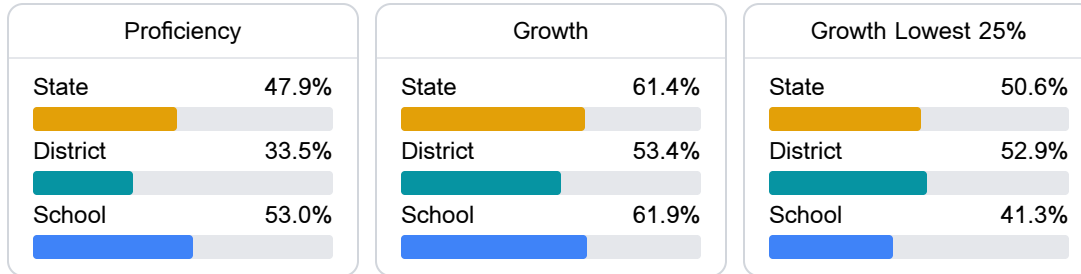 Proficiency
State 47.9%
District 33.5%
School 53.0%
Growth
State 61.4%
District 53.4%
School 61.9%
Growth Lowest 25%
State 50.6%
District 52.9%
School 41.3%